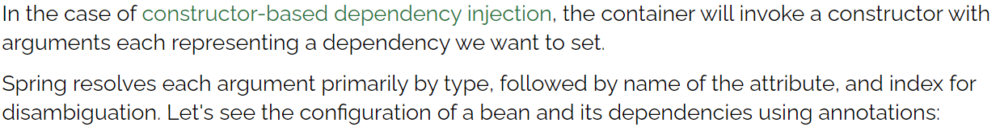 In the case of constructor-based dependency injection, the container will invoke a constructor with
arguments each representing a dependency we want to set.
Spring resolves each argument primarily by type, followed by name of the attribute, and index for
disambiguation. Let's see the configuration of a bean and its dependencies using annotations: